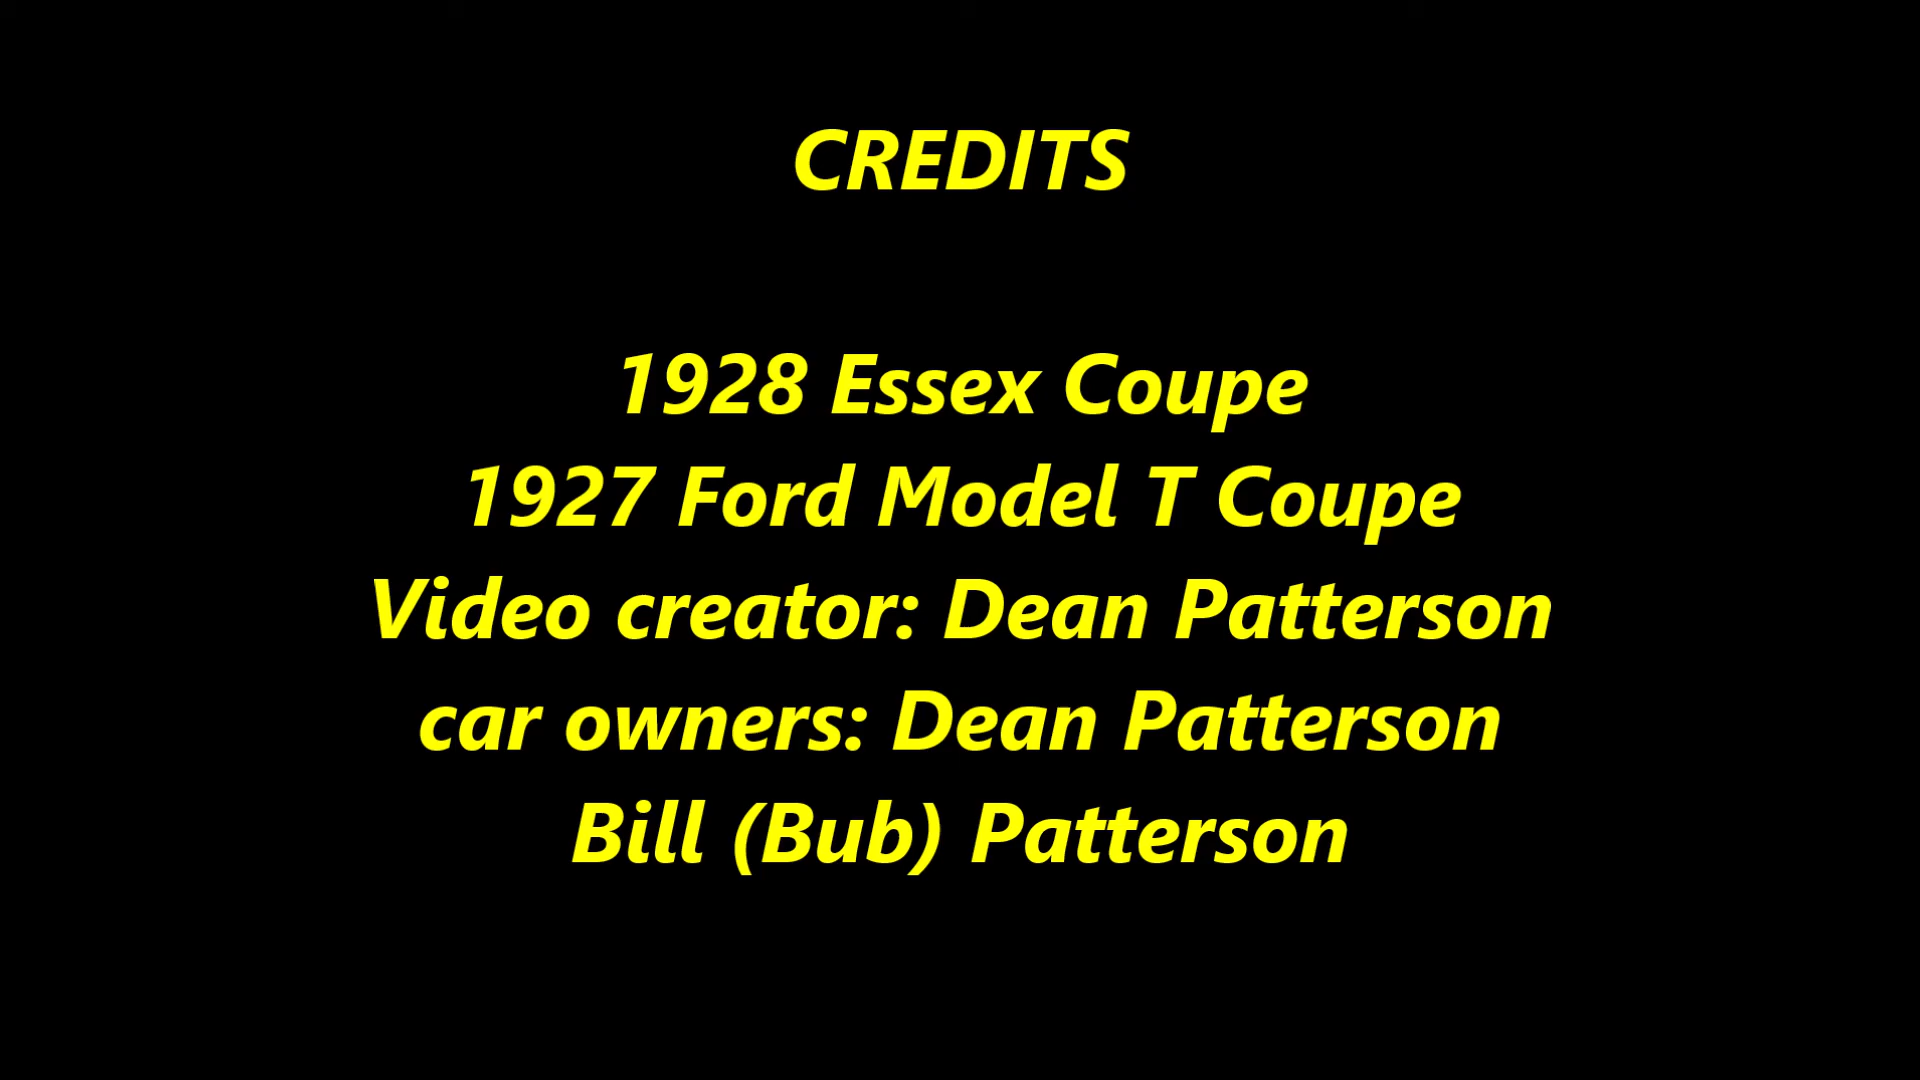 CREDITS
1928 Essex Coupe
1927 Ford Model T Coupe
Video creator: Dean Patterson
car owners: Dean Patterson
Bill (Bub) Patterson